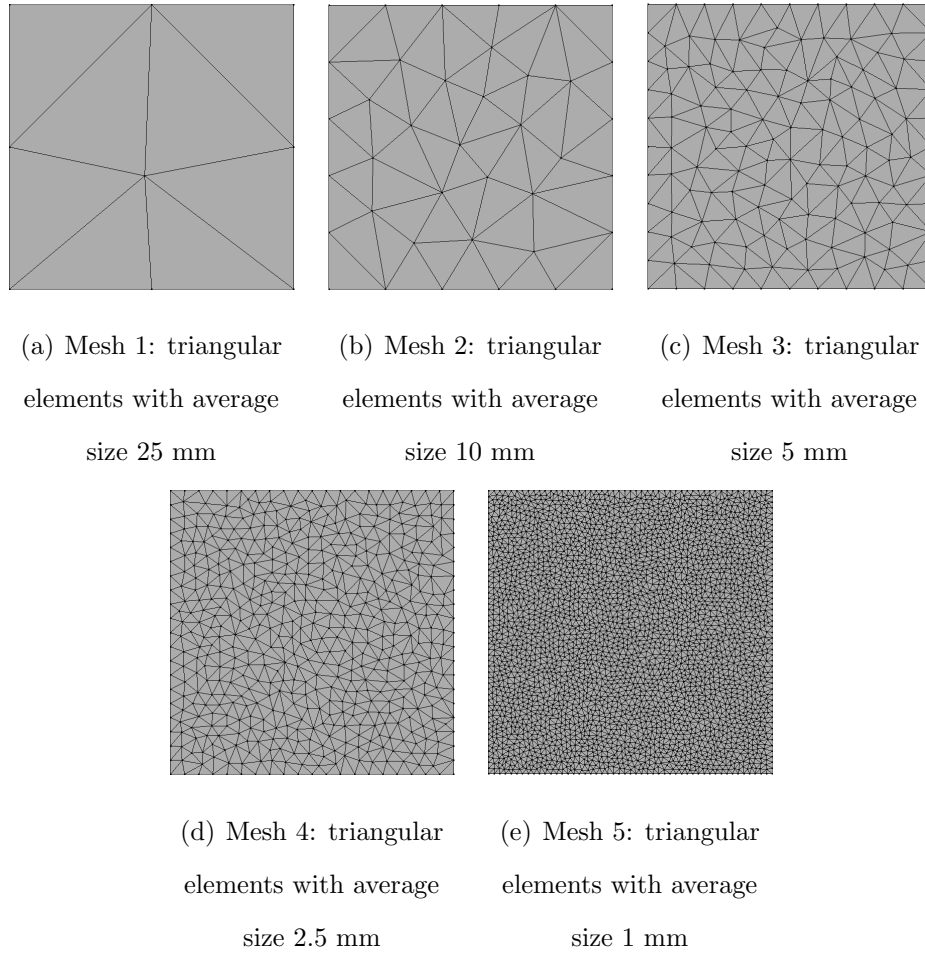 (a) Mesh 1: triangular
elements with average
size 25 mm
(b) Mesh 2: triangular
elements with average
size 10 mm
(c) Mesh 3: triangular
elements with average
size 5 mm
(d) Mesh 4: triangular
elements with average
size 2.5 mm
(e) Mesh 5: triangular
elements with average
size 1 mm